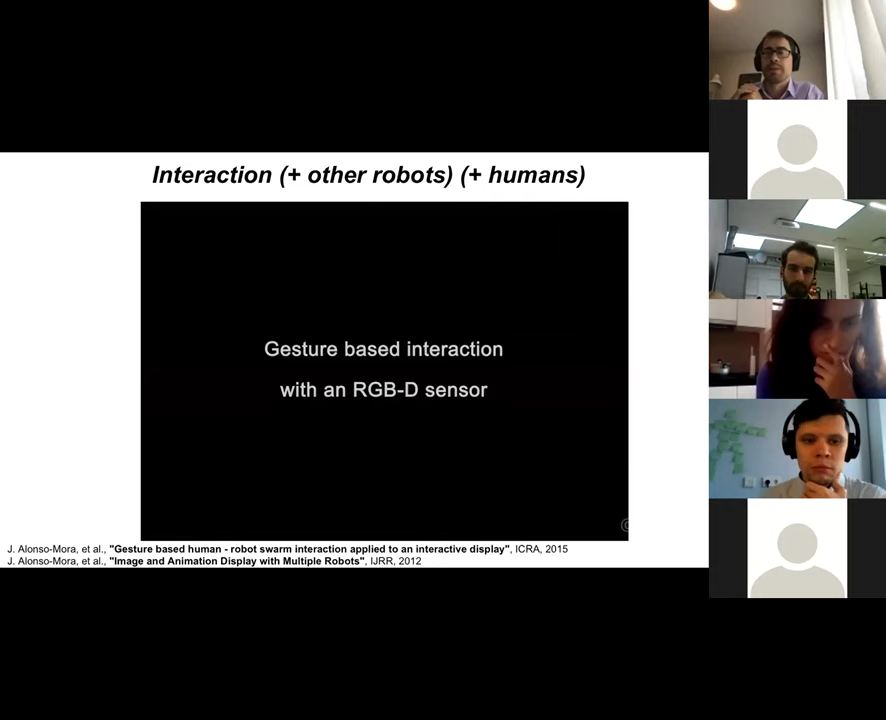 Interaction (+ other robots) (+ humans)
Gesture based interaction
with an RGB-D sensor
©
J. Alonso-Mora, et al., "Gesture based human - robot swarm interaction applied to an interactive display", ICRA, 2015
J. Alonso-Mora, et al., "Image and Animation Display with Multiple Robots", IJRR, 2012